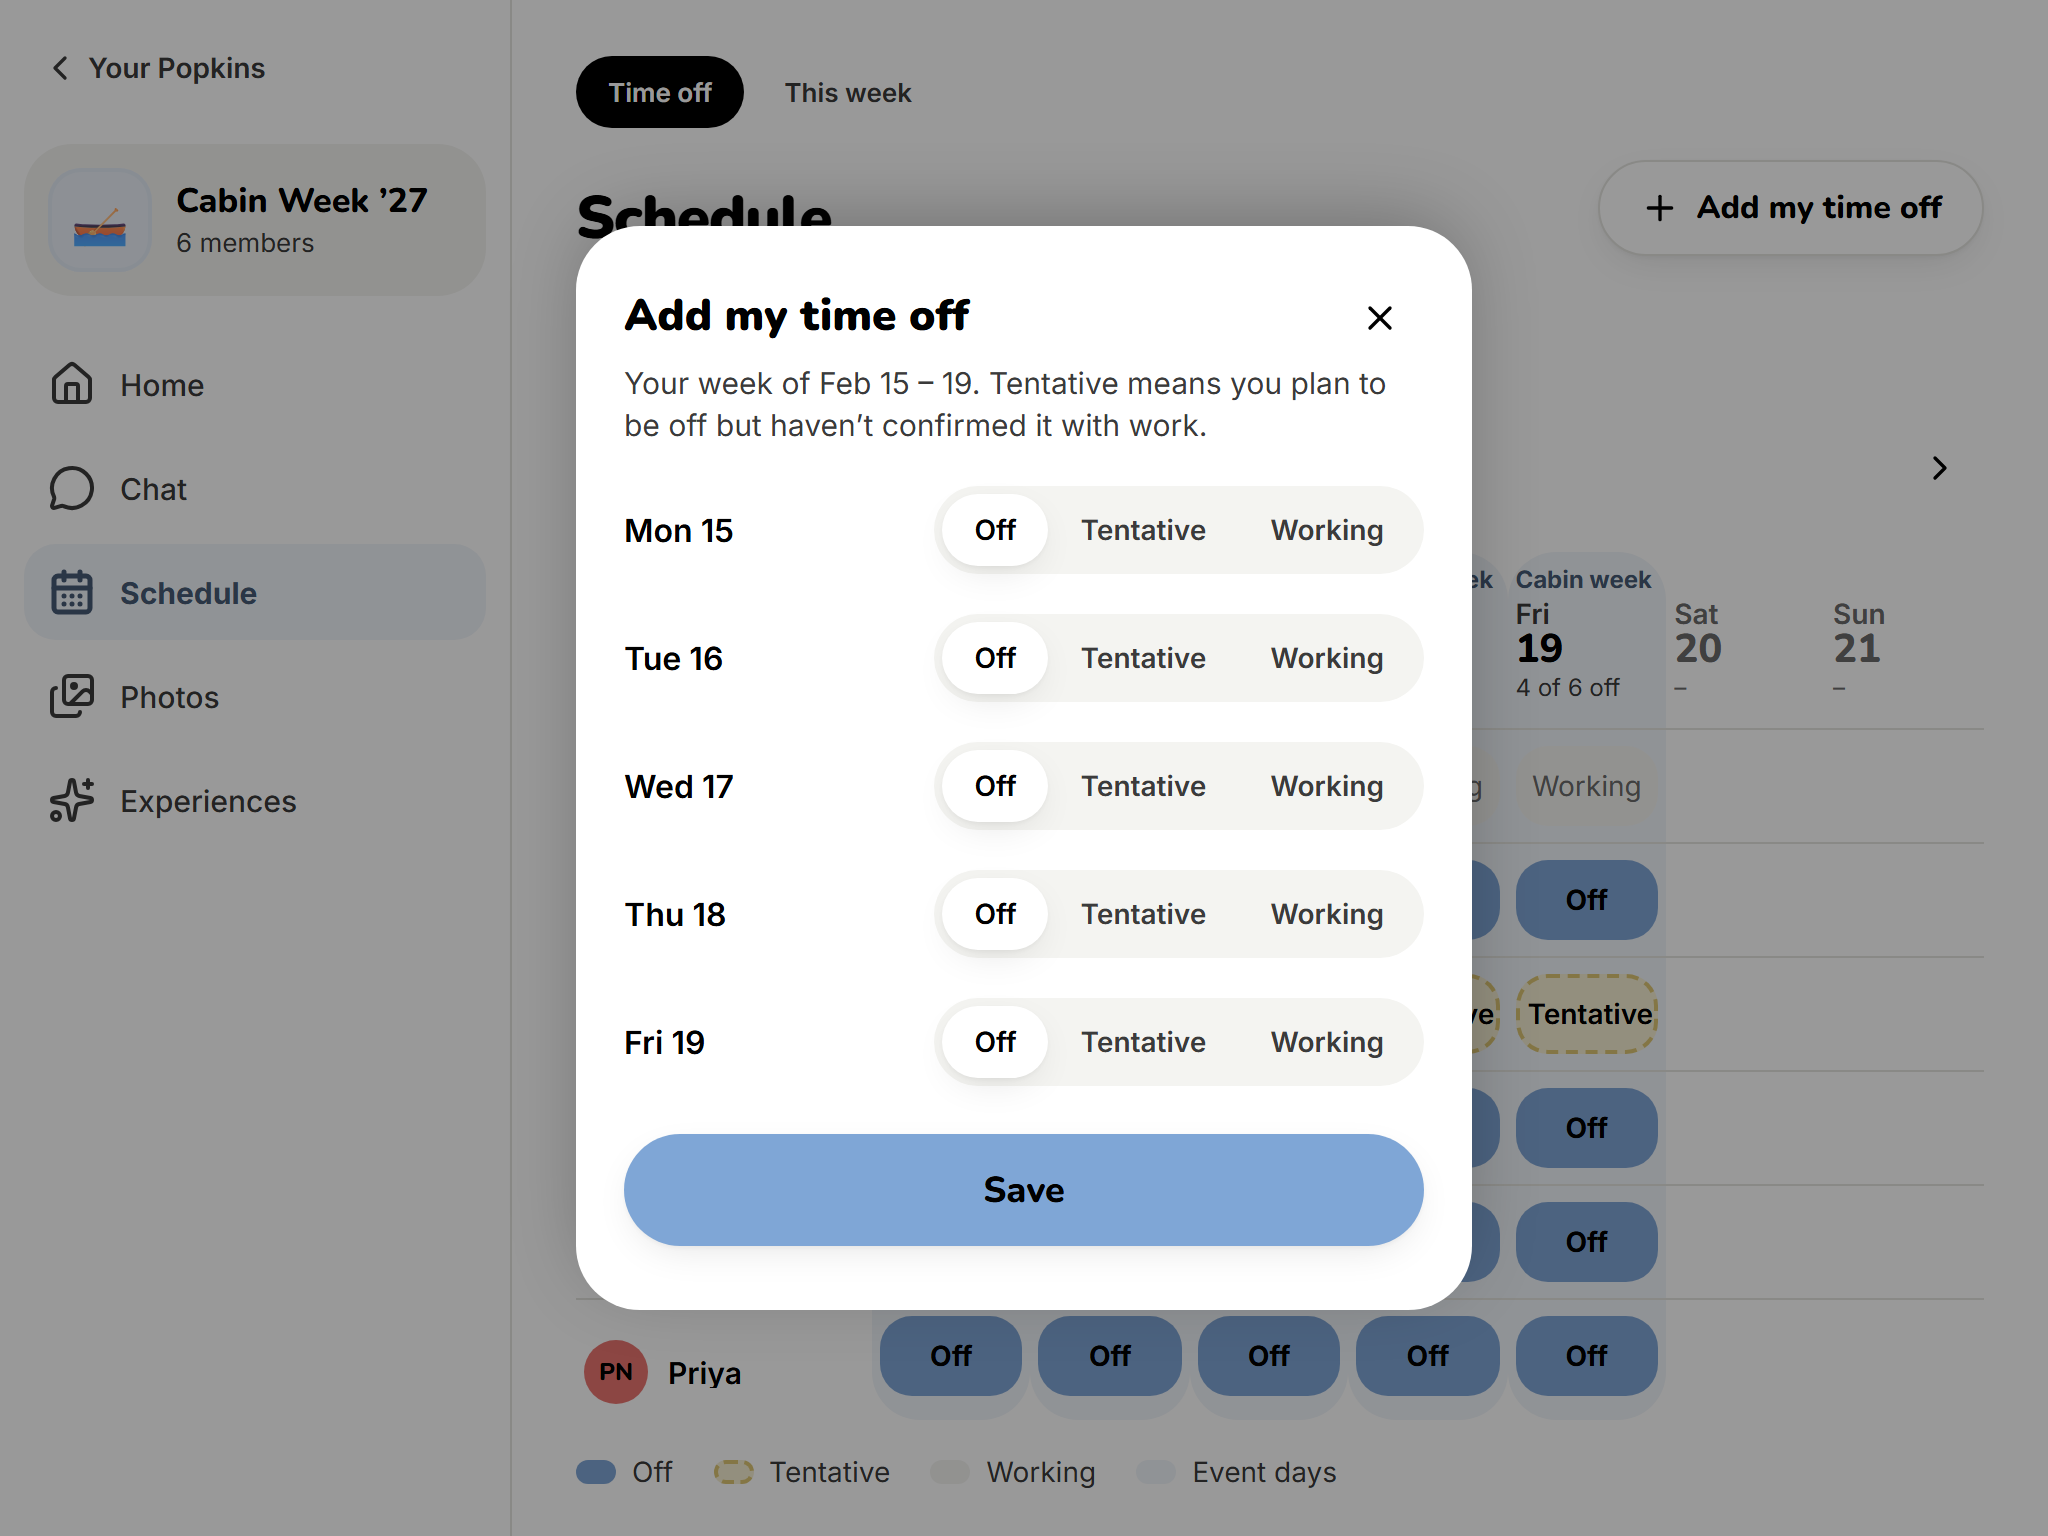 Your Popkins
Cabin Week ’27
6 members
Home
Chat
Schedule
Photos
Experiences
Time off
This week
Schedule
Add my time off
Add my time off
Your week of Feb 15 – 19. Tentative means you plan to
be off but haven’t confirmed it with work.
Mon 15 Off Tentative Working
Tue 16 Off Tentative Working
Wed 17 Off Tentative Working
Thu 18 Off Tentative Working
Fri 19 Off Tentative Working
Save
Cabin week
Fri
19
4 of 6 off
Sat
20
–
Sun
21
–
Working
Off
Tentative
Off
Off
PN Priya Off Off Off Off Off
Off Tentative Working Event days